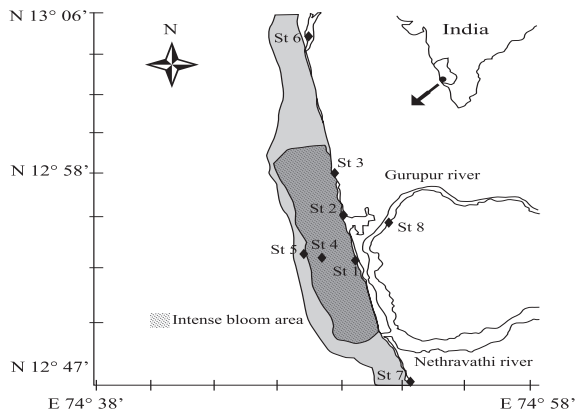 N 13° 06’
N
India
St 6
N 12° 58’
St 3
Gurupur river
St 2
St 8
St 5
St 4
St 1
Intense bloom area
N 12° 47’
Nethravathi river
St 7
E 74° 38’
E 74° 58’